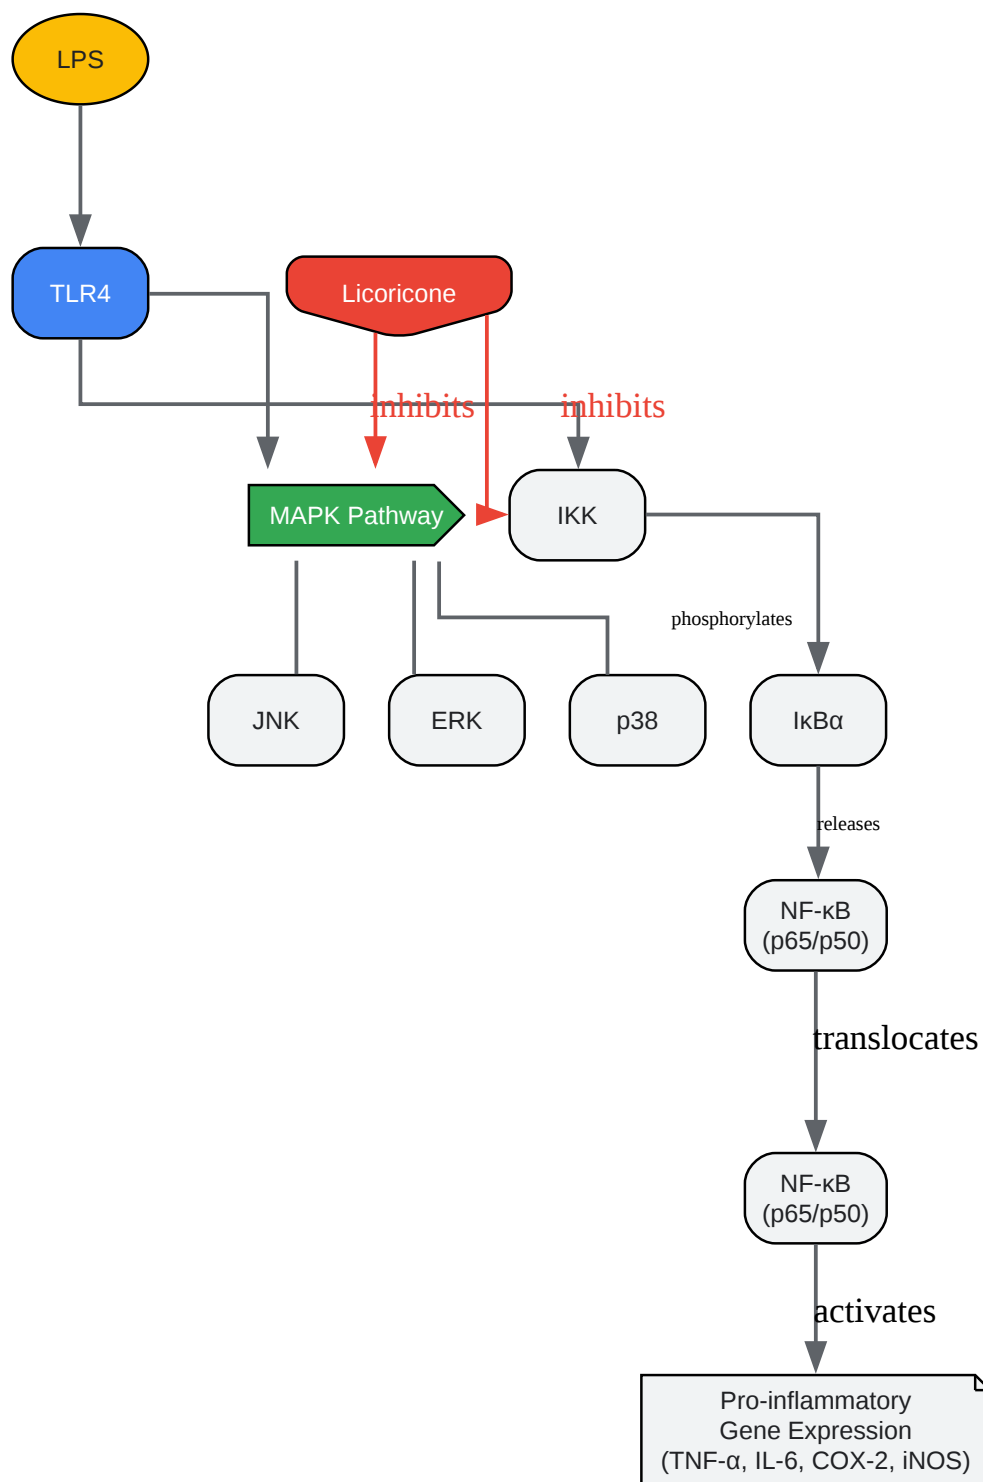 LPS
TLR4
Licoricone
inhibits
inhibits
MAPK Pathway
IKK
phosphorylates
JNK
ERK
p38
IκBα
releases
NF-κB
(p65/p50)
translocates
NF-κB
(p65/p50)
activates
Pro-inflammatory
Gene Expression
(TNF-α, IL-6, COX-2, iNOS)